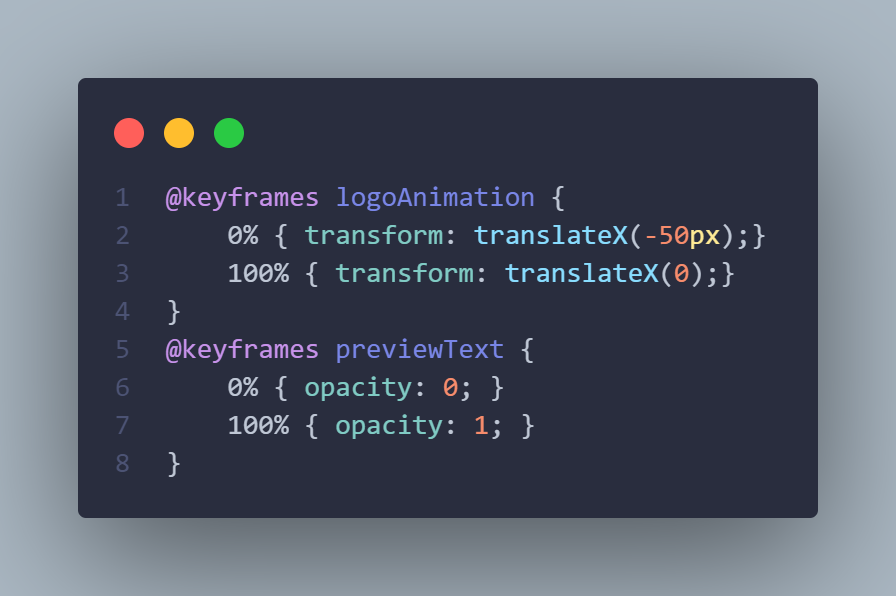 1 @keyframes logoAnimation {
2     0% { transform: translateX(-50px);}
3     100% { transform: translateX(0);}
4 }
5 @keyframes previewText {
6     0% { opacity: 0; }
7     100% { opacity: 1; }
8 }